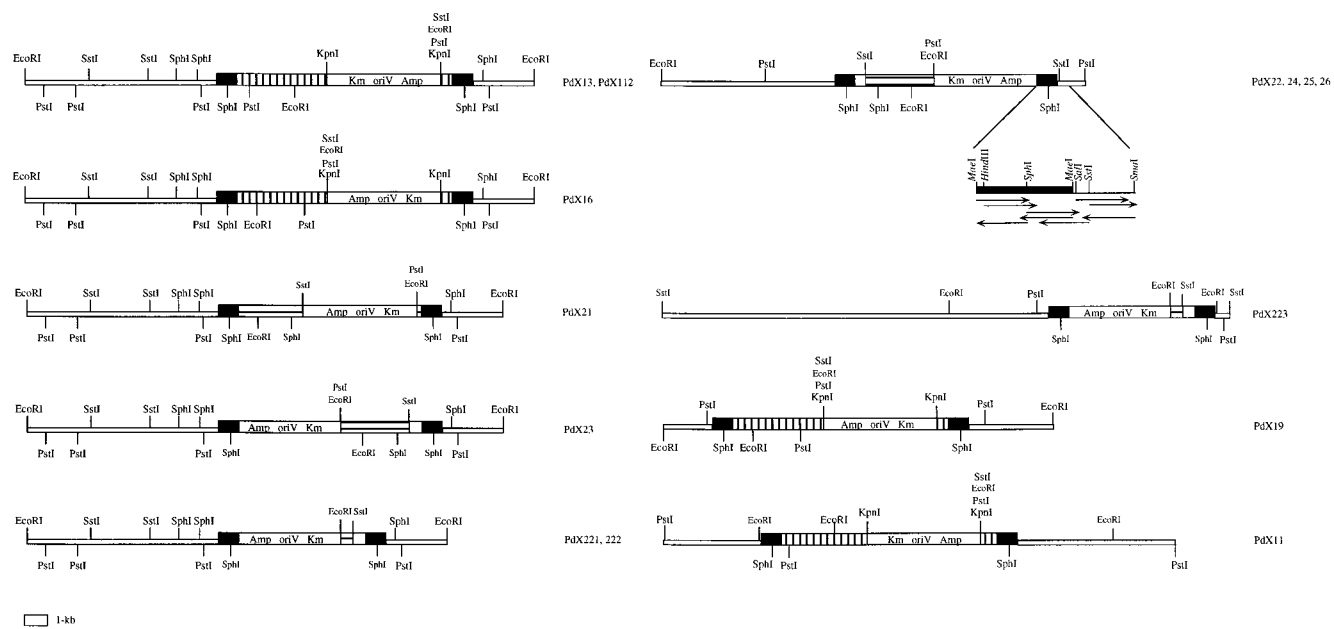 SstI
EcoRI
PstI
EcoRI SstI SstI SphI SphI KpnI KpnI SphI EcoRI
Km oriV Amp PdX13, PdX112
PstI PstI PstI SphI PstI EcoRI SphI PstI
SstI
EcoRI
PstI
EcoRI SstI SstI SphI SphI KpnI KpnI SphI EcoRI
Amp oriV Km PdX16
PstI PstI PstI SphI EcoRI PstI SphI PstI
PstI
EcoRI SstI SstI SphI SphI SstI EcoRI SphI EcoRI
Amp oriV Km PdX21
PstI PstI PstI SphI EcoRI SphI SphI PstI
PstI
EcoRI SstI SstI SphI SphI EcoRI SstI SphI EcoRI
Amp oriV Km PdX23
PstI PstI PstI SphI EcoRI SphI SphI PstI
EcoRI SstI SstI SphI SphI EcoRI SstI SphI EcoRI
Amp oriV Km PdX221, 222
PstI PstI PstI SphI SphI PstI
1-kb
PstI
EcoRI PstI SstI EcoRI SstI PstI
Km oriV Amp PdX22, 24, 25, 26
SphI SphI EcoRI SphI
MaeI HindIII SphI MaeI SalI SstI SmaI
SstI EcoRI PstI EcoRI SstI EcoRI SstI
Amp oriV Km PdX223
SphI SphI PstI
SstI
EcoRI
PstI
PstI KpnI KpnI PstI EcoRI
Amp oriV Km PdX19
EcoRI SphI EcoRI PstI SphI
SstI
EcoRI
PstI
PstI EcoRI EcoRI KpnI KpnI EcoRI
Km oriV Amp PdX11
SphI PstI SphI PstI